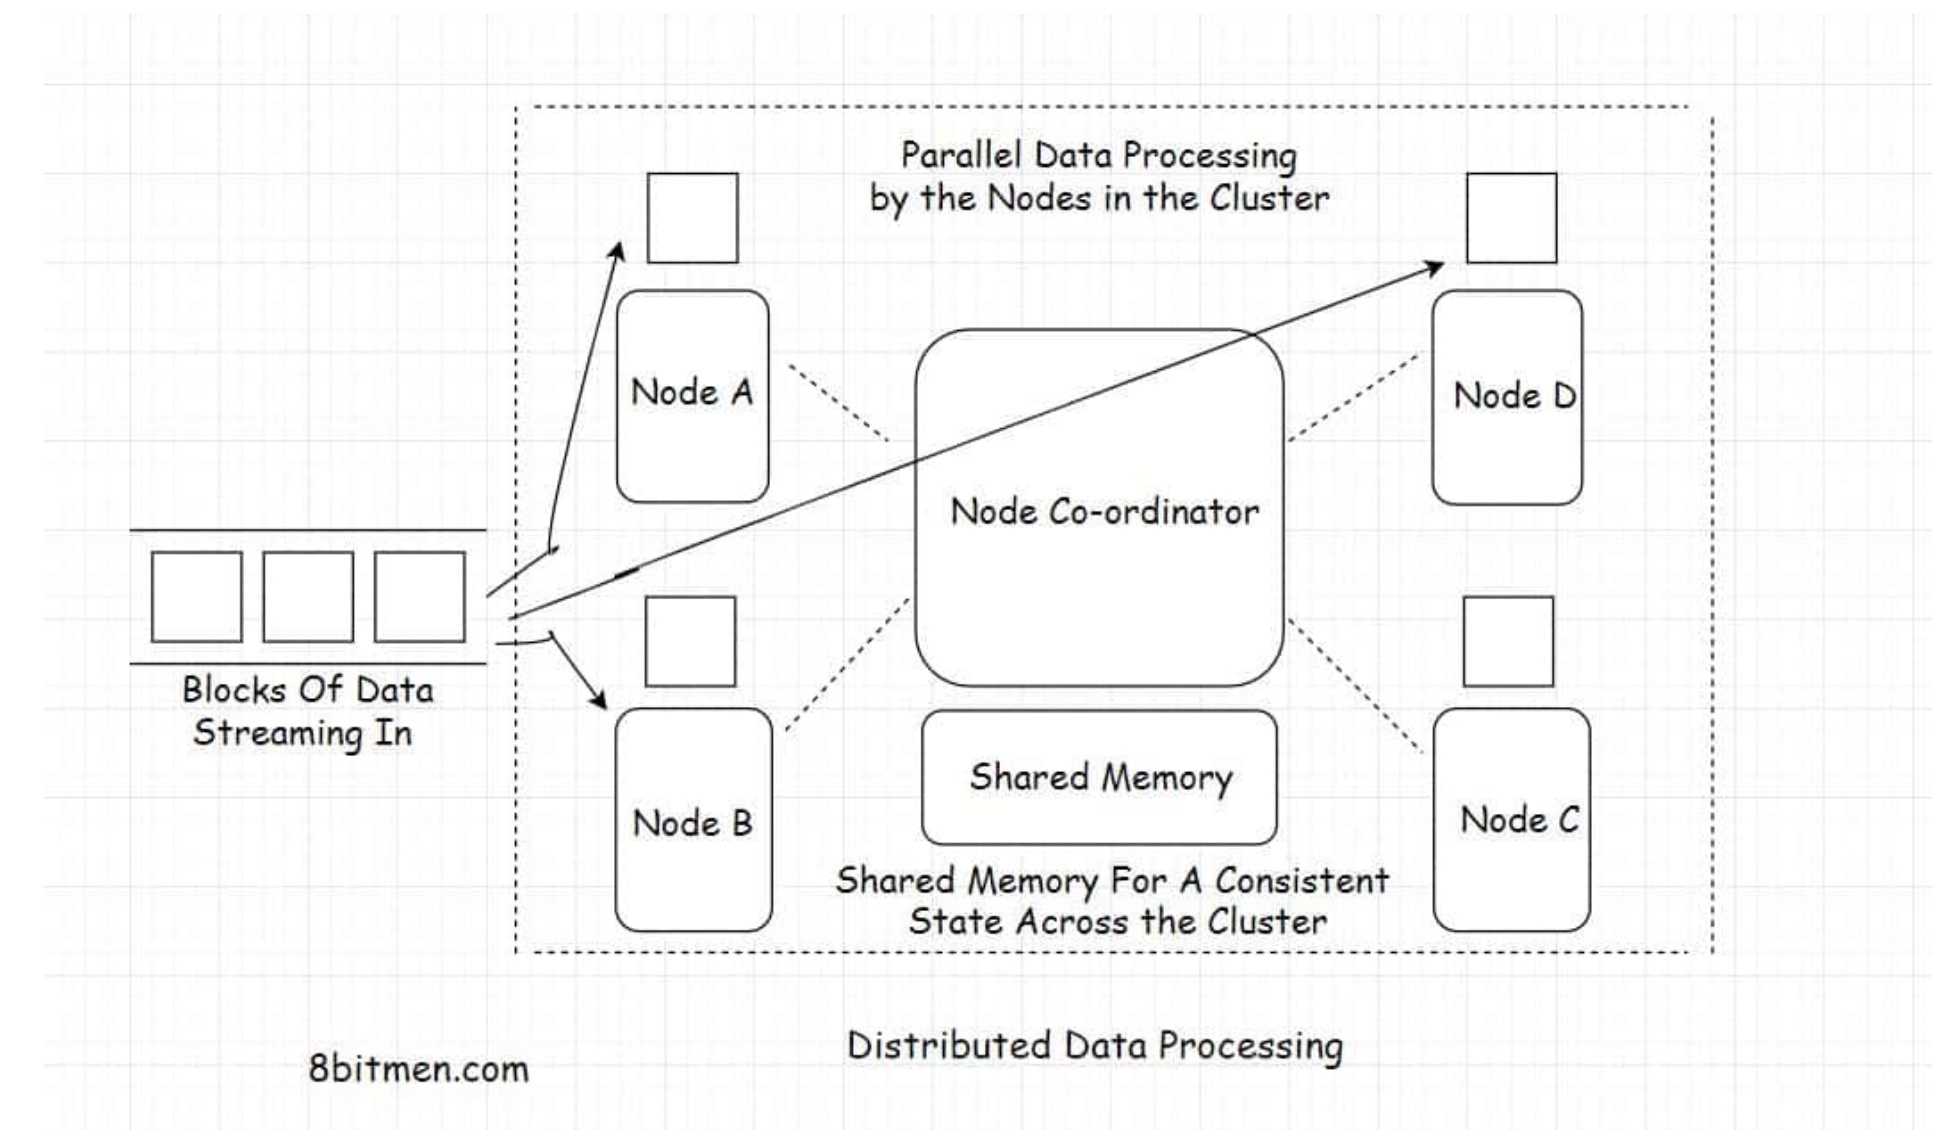 Parallel Data Processing
by the Nodes in the Cluster
Node A
Node D
Node Co-ordinator
Blocks Of Data
Streaming In
Shared Memory
Node B
Node C
Shared Memory For A Consistent
State Across the Cluster
Distributed Data Processing
8bitmen.com